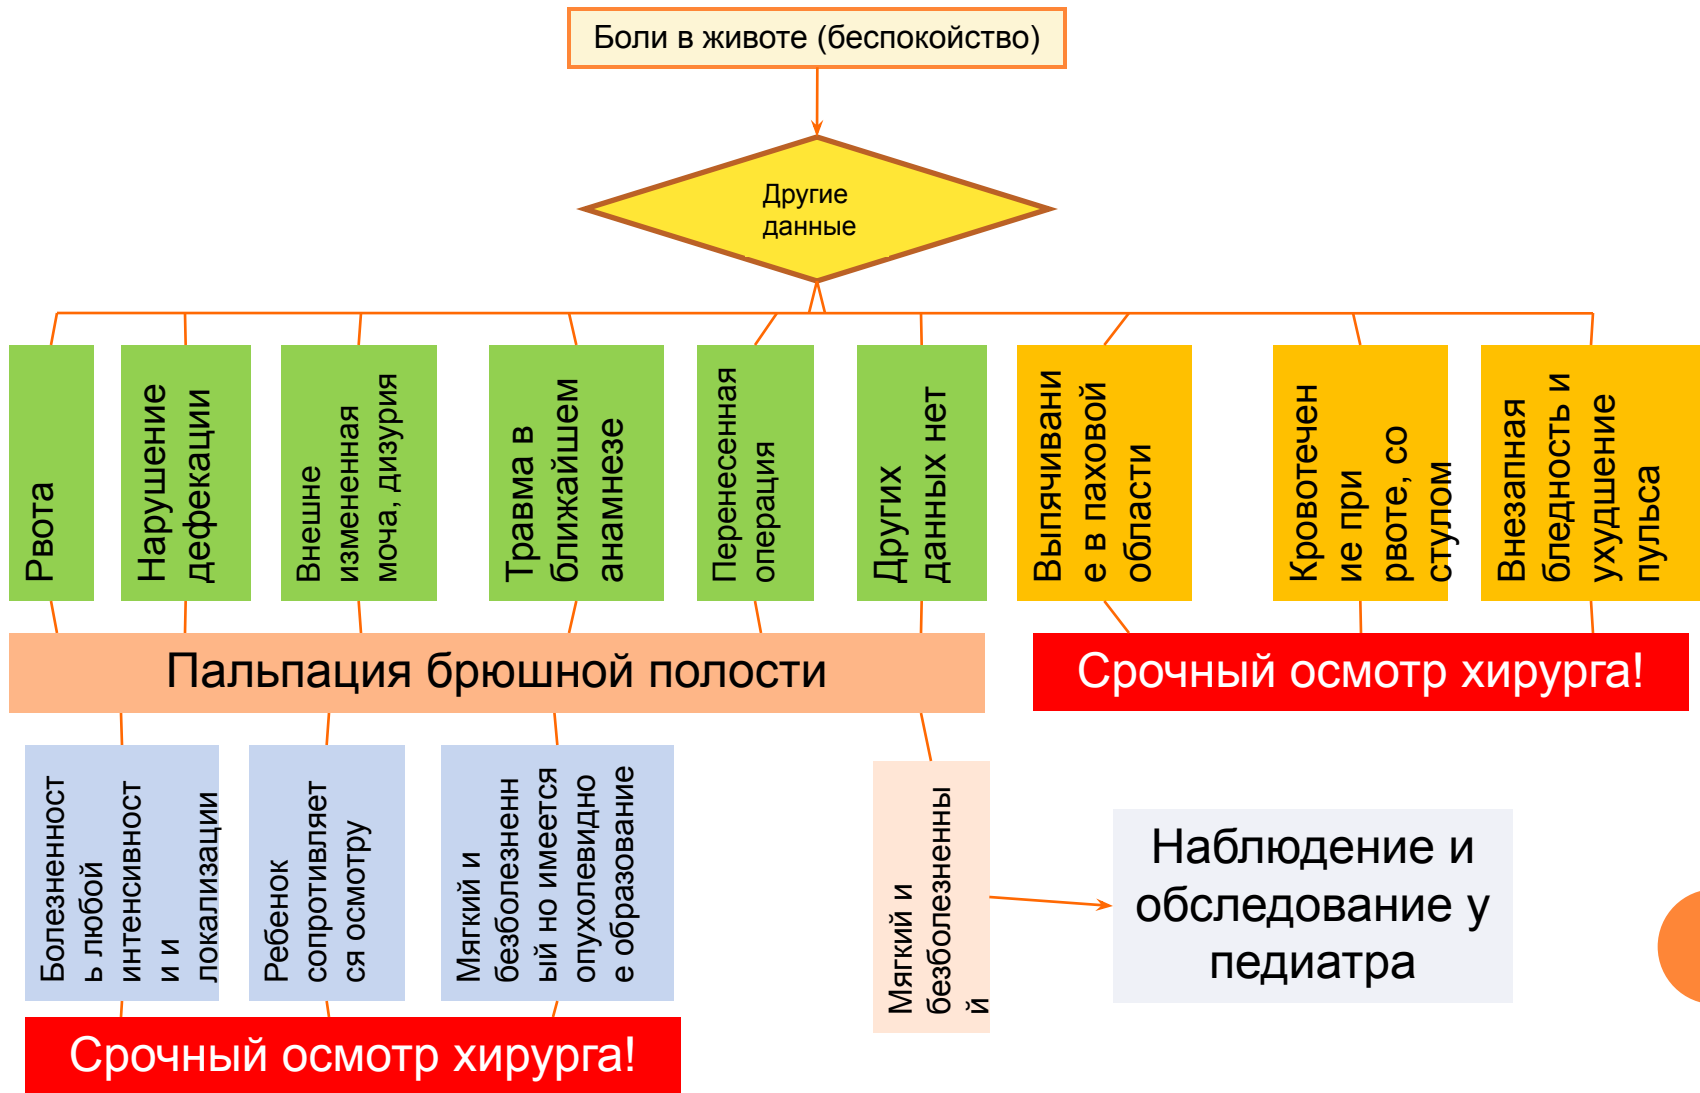 Боли в животе (беспокойство)
Другие
данные
Рвота
Нарушение
дефекации
Внешне
измененная
моча, дизурия
Травма в
ближайшем
анамнезе
Перенесенная
операция
Других
данных нет
Выпячивани
е в паховой
области
Кровотечен
ие при
рвоте, со
стулом
Внезапная
бледность и
ухудшение
пульса
Пальпация брюшной полости
Срочный осмотр хирурга!
Болезненност
ь любой
интенсивност
и и
локализации
Ребенок
сопротивляет
ся осмотру
Мягкий и
безболезненн
ый но имеется
опухолевидно
е образование
Мягкий и
безболезненны
й
Наблюдение и
обследование у
педиатра
Срочный осмотр хирурга!